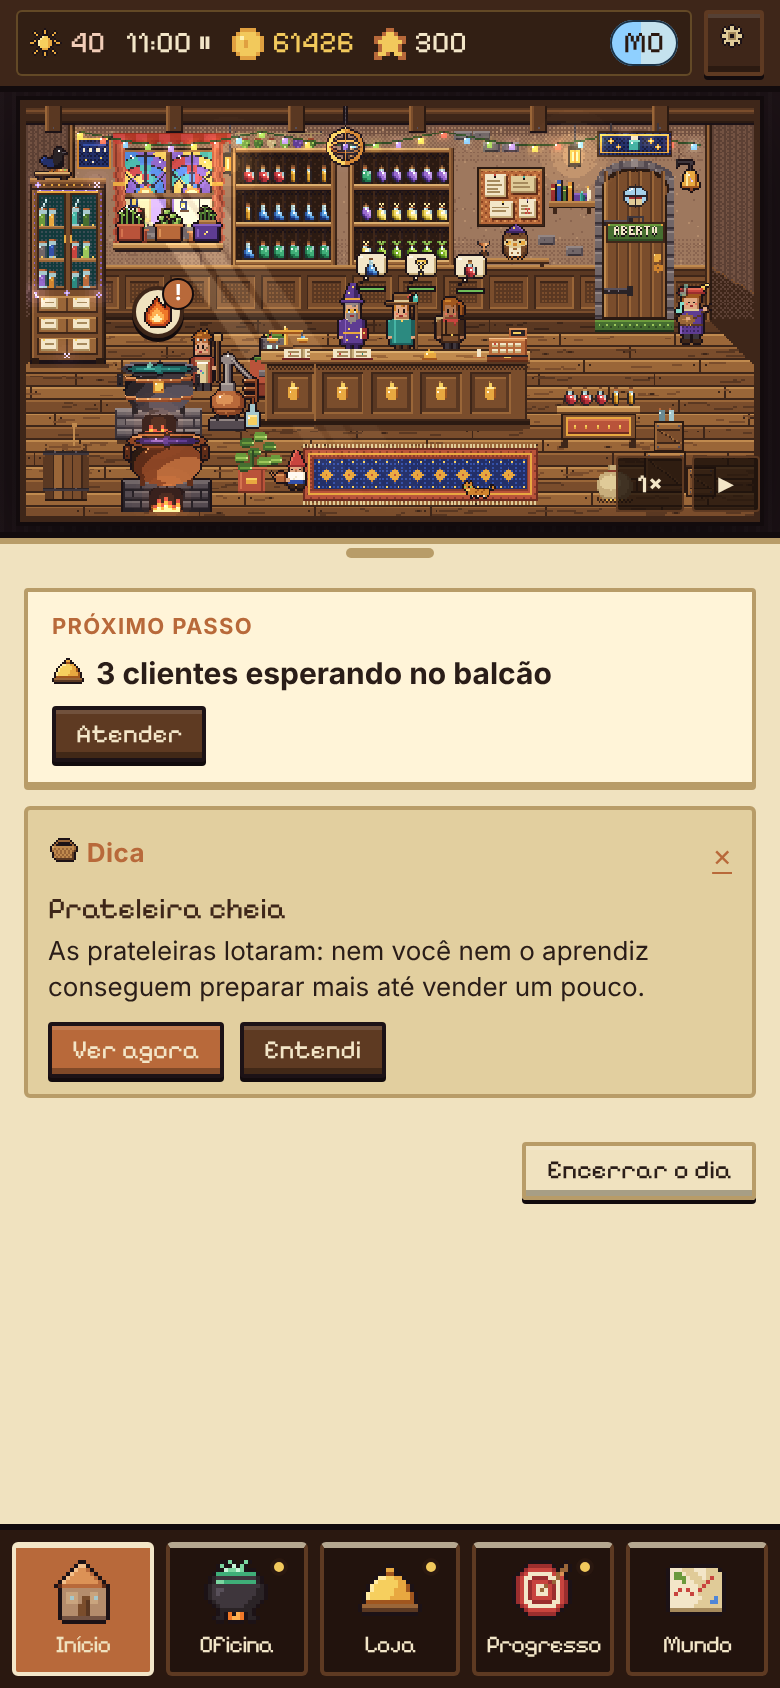 40 11:00 61426 300 MO
ABERTO
!
1×
PRÓXIMO PASSO
3 clientes esperando no balcão
Atender
Dica
×
Prateleira cheia
As prateleiras lotaram: nem você nem o aprendiz
conseguem preparar mais até vender um pouco.
Ver agora
Entendi
Encerrar o dia
Início
Oficina
Loja
Progresso
Mundo